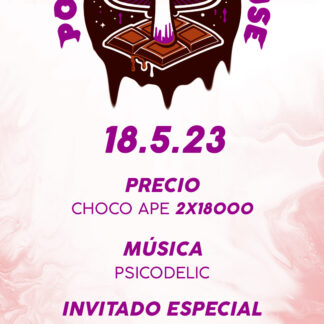 18.5.23
PRECIO
CHOCO APE 2X18000
MÚSICA
PSICODELIC
INVITADO ESPECIAL